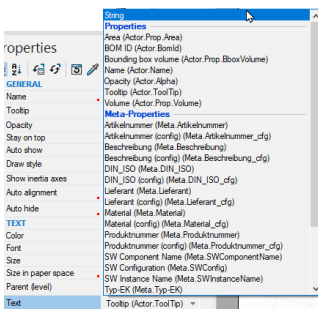 roperties
GENERAL
Name
Tooltip
Opacity
Stay on top
Auto show
Draw style
Show inertia axes
Auto alignment
Auto hide
TEXT
Color
Font
Size
Size in paper space
Parent (level)
Text
String
Properties
Area (Actor.Prop.Area)
BOM ID (Actor.BomId)
Bounding box volume (Actor.Prop.BboxVolume)
Name (Actor.Name)
Opacity (Actor.Alpha)
Tooltip (Actor.ToolTip)
Volume (Actor.Prop.Volume)
Meta-Properties
Artikelnummer (Meta.Artikelnummer)
Artikelnummer (config) (Meta.Artikelnummer_cfg)
Beschreibung (Meta.Beschreibung)
Beschreibung (config) (Meta.Beschreibung_cfg)
DIN_ISO (Meta.DIN_ISO)
DIN_ISO (config) (Meta.DIN_ISO_cfg)
Lieferant (Meta.Lieferant)
Lieferant (config) (Meta.Lieferant_cfg)
Material (Meta.Material)
Material (config) (Meta.Material_cfg)
Produktnummer (Meta.Produktnummer)
Produktnummer (config) (Meta.Produktnummer_cfg)
SW Component Name (Meta.SWComponentName)
SW Configuration (Meta.SWConfig)
SW Instance Name (Meta.SWInstanceName)
Typ-EK (Meta.Typ-EK)
Tooltip (Actor.ToolTip)